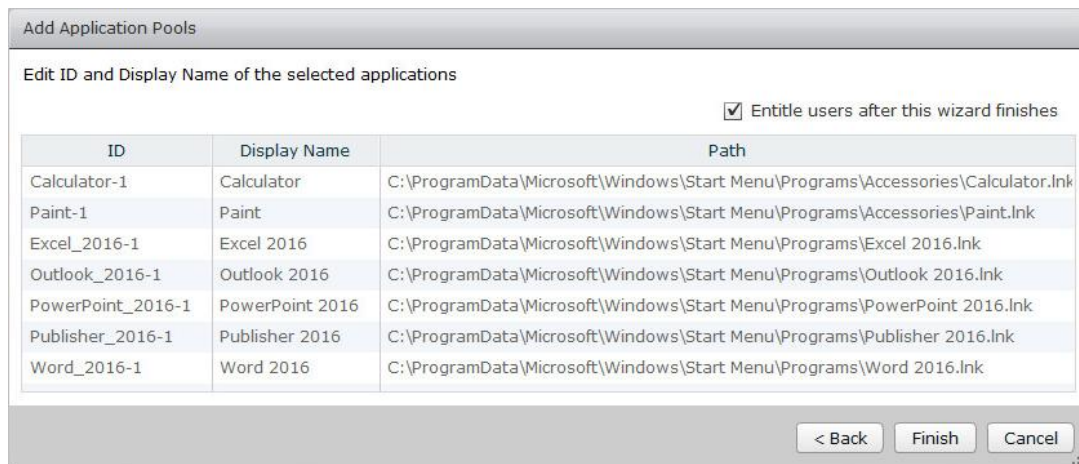 Add Application Pools
Edit ID and Display Name of the selected applications
Entitle users after this wizard finishes
ID Display Name Path
Calculator-1 Calculator C:\ProgramData\Microsoft\Windows\Start Menu\Programs\Accessories\Calculator.lnk
Paint-1 Paint C:\ProgramData\Microsoft\Windows\Start Menu\Programs\Accessories\Paint.lnk
Excel_2016-1 Excel 2016 C:\ProgramData\Microsoft\Windows\Start Menu\Programs\Excel 2016.lnk
Outlook_2016-1 Outlook 2016 C:\ProgramData\Microsoft\Windows\Start Menu\Programs\Outlook 2016.lnk
PowerPoint_2016-1 PowerPoint 2016 C:\ProgramData\Microsoft\Windows\Start Menu\Programs\PowerPoint 2016.lnk
Publisher_2016-1 Publisher 2016 C:\ProgramData\Microsoft\Windows\Start Menu\Programs\Publisher 2016.lnk
Word_2016-1 Word 2016 C:\ProgramData\Microsoft\Windows\Start Menu\Programs\Word 2016.lnk
< Back Finish Cancel